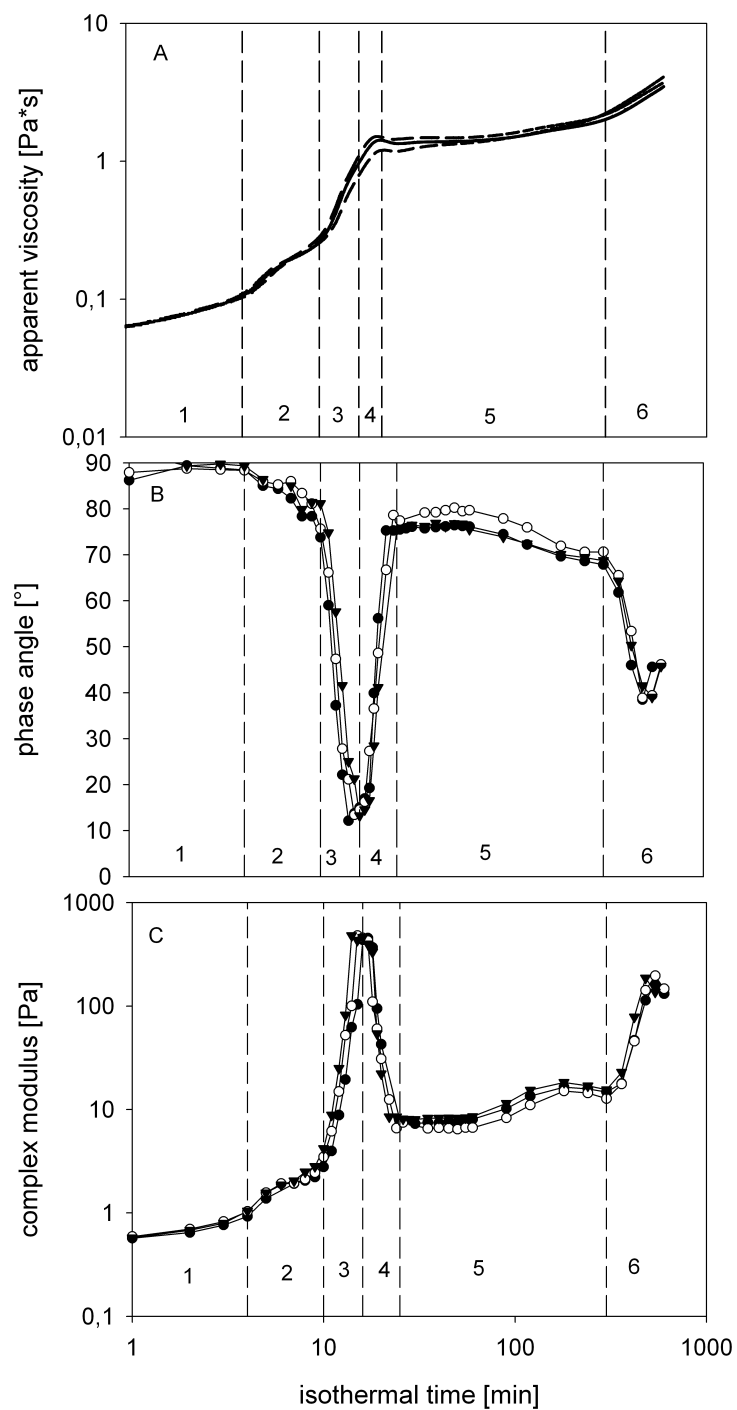 10
A
1
0,1
0,01
apparent viscosity [Pa*s]
1 2 3 4 5 6
90
80
70
60
50
40
30
20
10
0
B
phase angle [°]
1 2 3 4 5 6
1000
100
10
1
0,1
C
complex modulus [Pa]
1 2 3 4 5 6
1 10 100 1000
isothermal time [min]